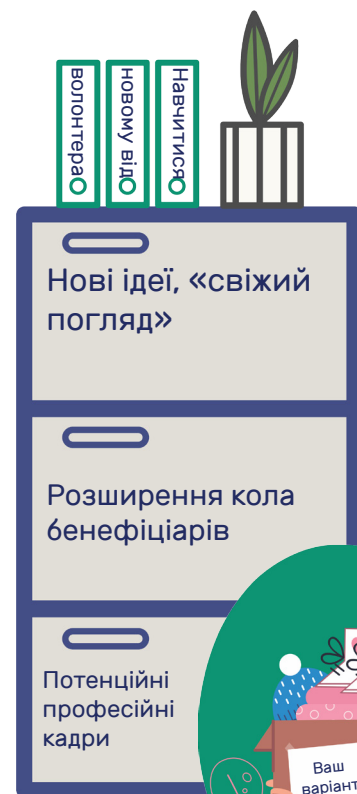 волонтера
новому від
Навчитися
Нові ідеї, «свіжий
погляд»
Розширення кола
бенефіціарів
Потенційні
професійні
кадри
Ваш
варіант